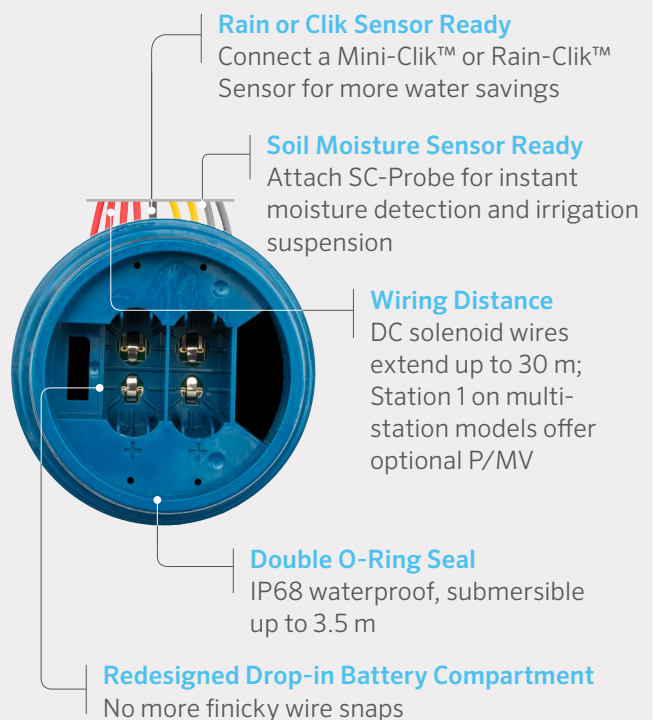 Rain or Clik Sensor Ready
Connect a Mini-Clik™ or Rain-Clik™
Sensor for more water savings
Soil Moisture Sensor Ready
Attach SC-Probe for instant
moisture detection and irrigation
suspension
Wiring Distance
DC solenoid wires
extend up to 30 m;
Station 1 on multi-
station models offer
optional P/MV
Double O-Ring Seal
IP68 waterproof, submersible
up to 3.5 m
Redesigned Drop-in Battery Compartment
No more finicky wire snaps